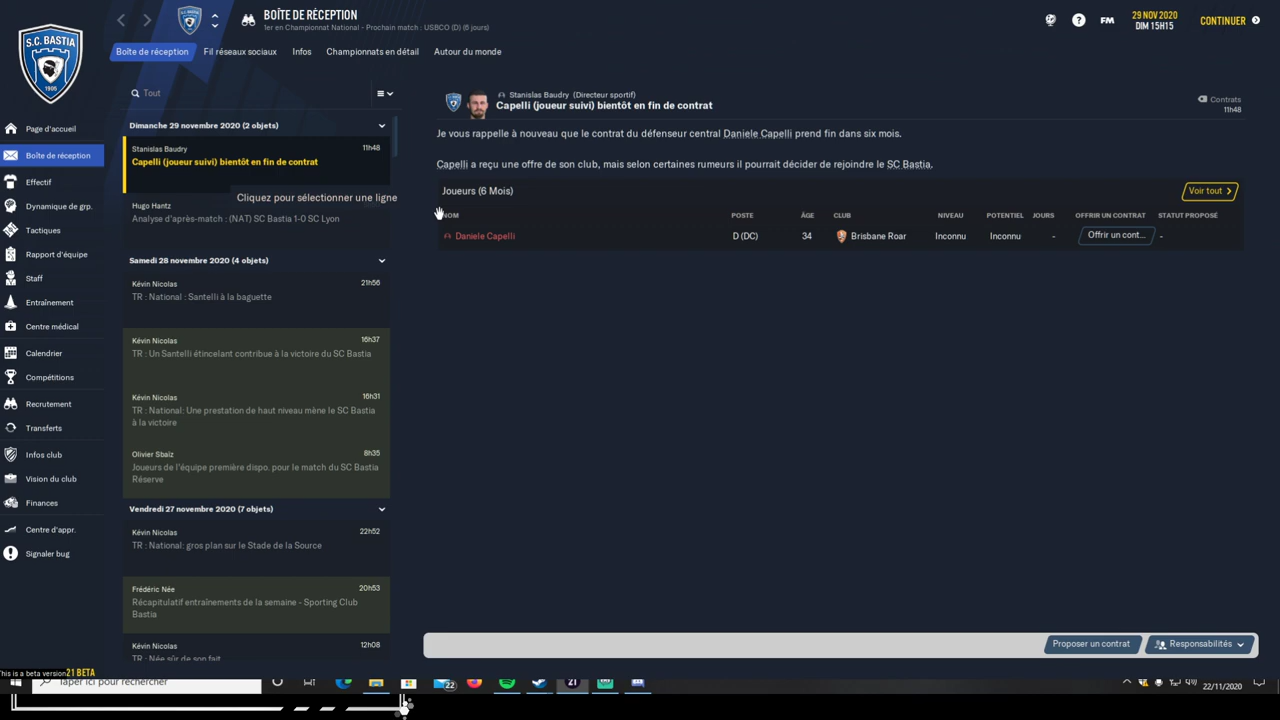 S.C. BASTIA
1905
BOÎTE DE RÉCEPTION
1er en Championnat National - Prochain match : USBCO (D) (6 jours)
?
FM
29 NOV 2020
DIM 15H15
CONTINUER
Boîte de réception
Fil réseaux sociaux
Infos
Championnats en détail
Autour du monde
Page d'accueil
Boîte de réception
Effectif
Dynamique de grp.
Tactiques
Rapport d'équipe
Staff
Entraînement
Centre médical
Calendrier
Compétitions
Recrutement
Transferts
Infos club
Vision du club
Finances
Centre d'appr.
Signaler bug
Tout
Dimanche 29 novembre 2020 (2 objets)
Stanislas Baudry
11h48
Capelli (joueur suivi) bientôt en fin de contrat
Cliquez pour sélectionner une ligne
Hugo Hantz
Analyse d'après-match : (NAT) SC Bastia 1-0 SC Lyon
Samedi 28 novembre 2020 (4 objets)
Kévin Nicolas
21h56
TR : National : Santelli à la baguette
Kévin Nicolas
16h37
TR : Un Santelli étincelant contribue à la victoire du SC Bastia
Kévin Nicolas
16h31
TR : National: Une prestation de haut niveau mène le SC Bastia
à la victoire
Olivier Sbaïz
8h35
Joueurs de l'équipe première dispo. pour le match du SC Bastia
Réserve
Vendredi 27 novembre 2020 (7 objets)
Kévin Nicolas
22h52
TR : National: gros plan sur le Stade de la Source
Frédéric Née
20h53
Récapitulatif entraînements de la semaine - Sporting Club
Bastia
Kévin Nicolas
12h08
TR : Née sûr de son fait
Stanislas Baudry (Directeur sportif)
Capelli (joueur suivi) bientôt en fin de contrat
Contrats
11h48
Je vous rappelle à nouveau que le contrat du défenseur central Daniele Capelli prend fin dans six mois.
Capelli a reçu une offre de son club, mais selon certaines rumeurs il pourrait décider de rejoindre le SC Bastia.
Joueurs (6 Mois)
Voir tout
NOM
POSTE
ÂGE
CLUB
NIVEAU
POTENTIEL
JOURS
OFFRIR UN CONTRAT
STATUT PROPOSÉ
Daniele Capelli
D (DC)
34
Brisbane Roar
Inconnu
Inconnu
-
Offrir un cont...
-
Proposer un contrat
Responsabilités
This is a beta version
21 BETA
Taper ici pour rechercher
22
21
22/11/2020